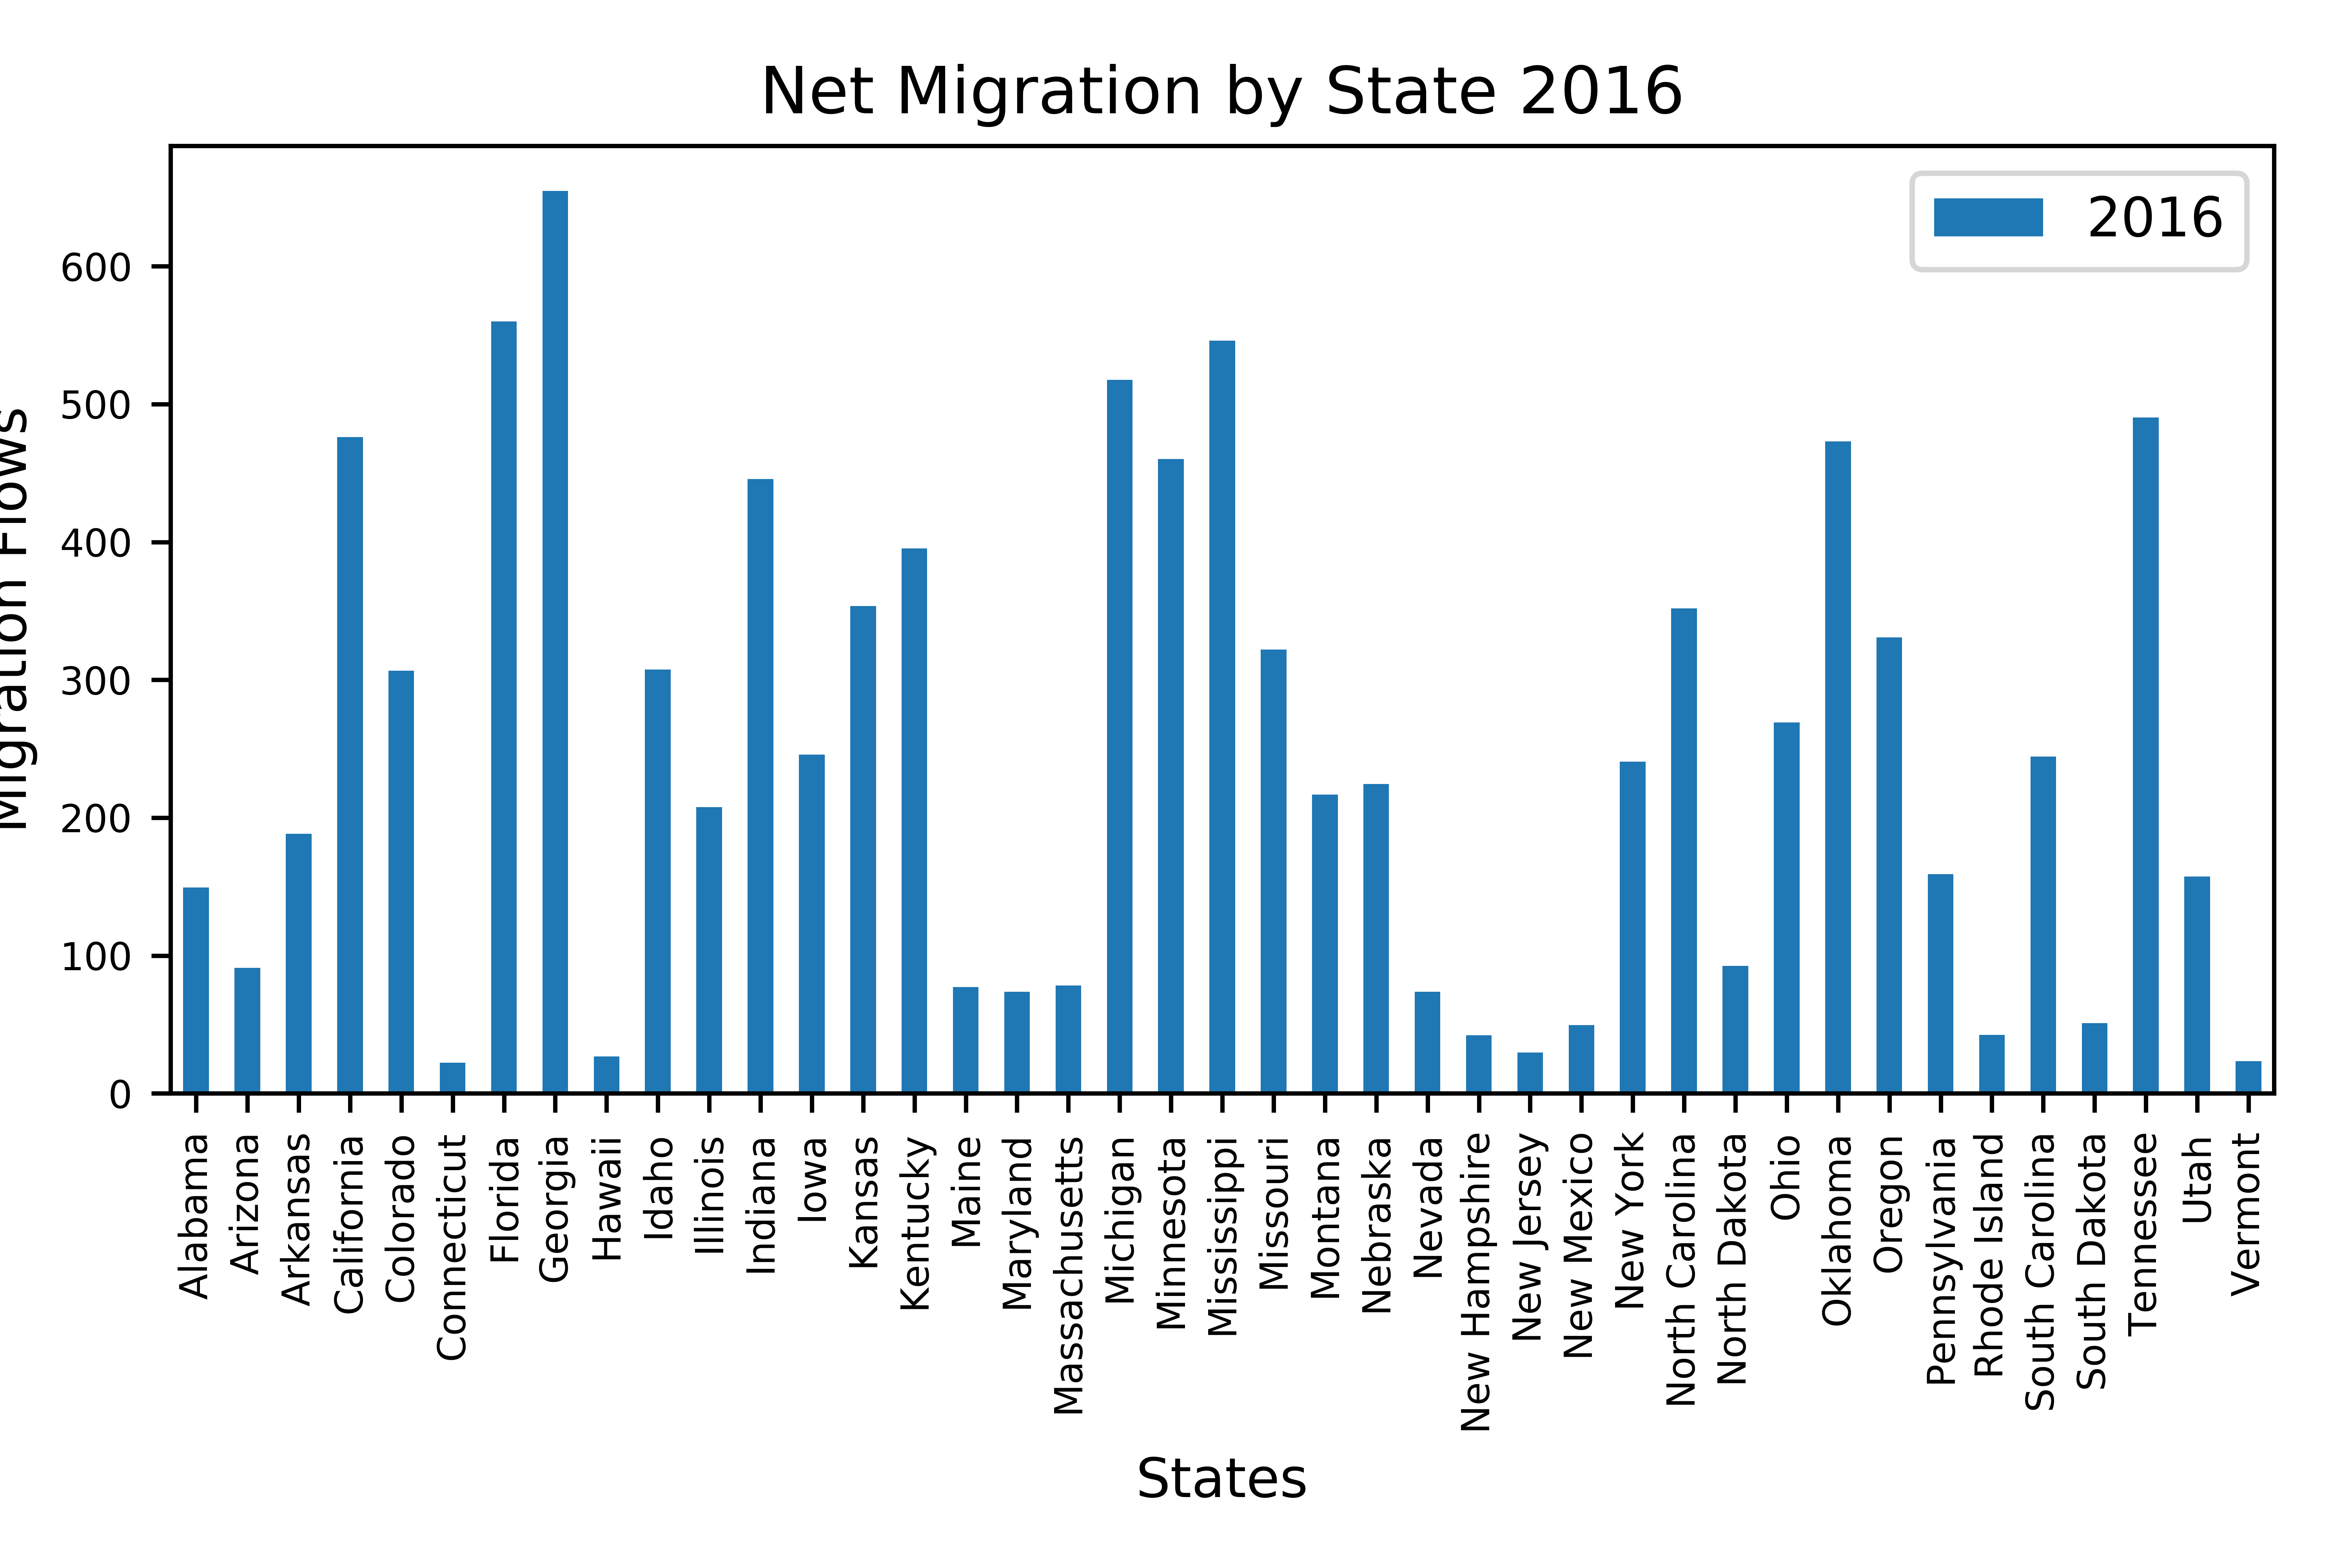 Net Migration by State 2016
2016
Migration Flows
600
500
400
300
200
100
0
Alabama
Arizona
Arkansas
California
Colorado
Connecticut
Florida
Georgia
Hawaii
Idaho
Illinois
Indiana
Iowa
Kansas
Kentucky
Maine
Maryland
Massachusetts
Michigan
Minnesota
Mississippi
Missouri
Montana
Nebraska
Nevada
New Hampshire
New Jersey
New Mexico
New York
North Carolina
North Dakota
Ohio
Oklahoma
Oregon
Pennsylvania
Rhode Island
South Carolina
South Dakota
Tennessee
Utah
Vermont
States